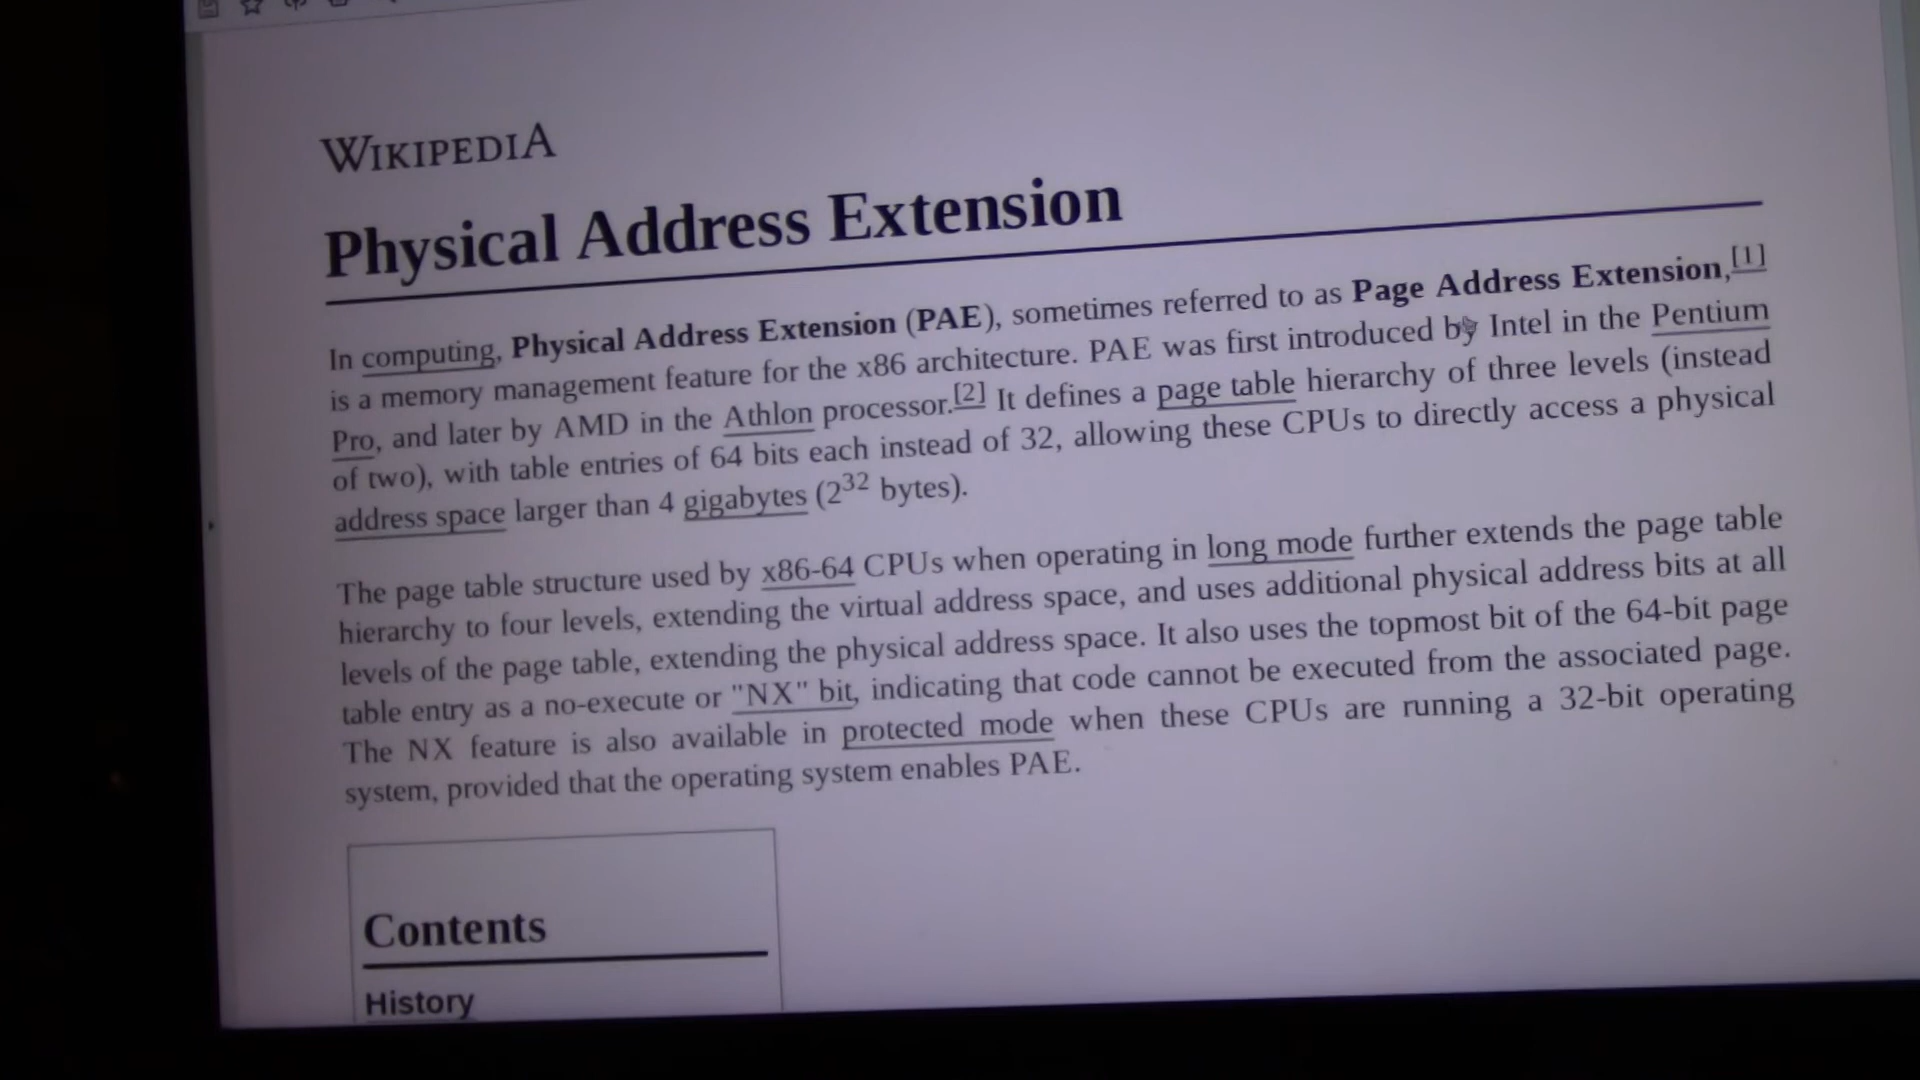 WIKIPEDIA
Physical Address Extension
In computing, Physical Address Extension (PAE), sometimes referred to as Page Address Extension,[1]
is a memory management feature for the x86 architecture. PAE was first introduced by Intel in the Pentium
Pro, and later by AMD in the Athlon processor.[2] It defines a page table hierarchy of three levels (instead
of two), with table entries of 64 bits each instead of 32, allowing these CPUs to directly access a physical
address space larger than 4 gigabytes (2³² bytes).
The page table structure used by x86-64 CPUs when operating in long mode further extends the page table
hierarchy to four levels, extending the virtual address space, and uses additional physical address bits at all
levels of the page table, extending the physical address space. It also uses the topmost bit of the 64-bit page
table entry as a no-execute or "NX" bit, indicating that code cannot be executed from the associated page.
The NX feature is also available in protected mode when these CPUs are running a 32-bit operating
system, provided that the operating system enables PAE.
Contents
History